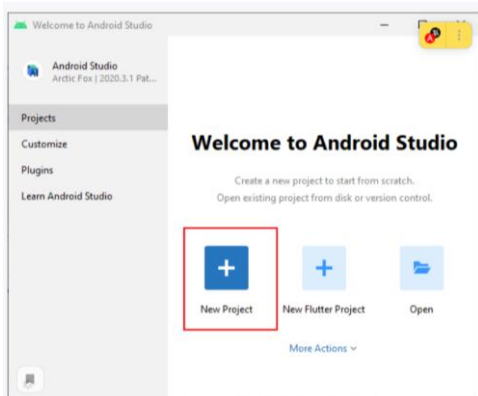 Welcome to Android Studio
Android Studio
Arctic Fox | 2020.3.1 Pat...
Projects
Customize
Plugins
Learn Android Studio
Welcome to Android Studio
Create a new project to start from scratch.
Open existing project from disk or version control.
New Project
New Flutter Project
Open
More Actions